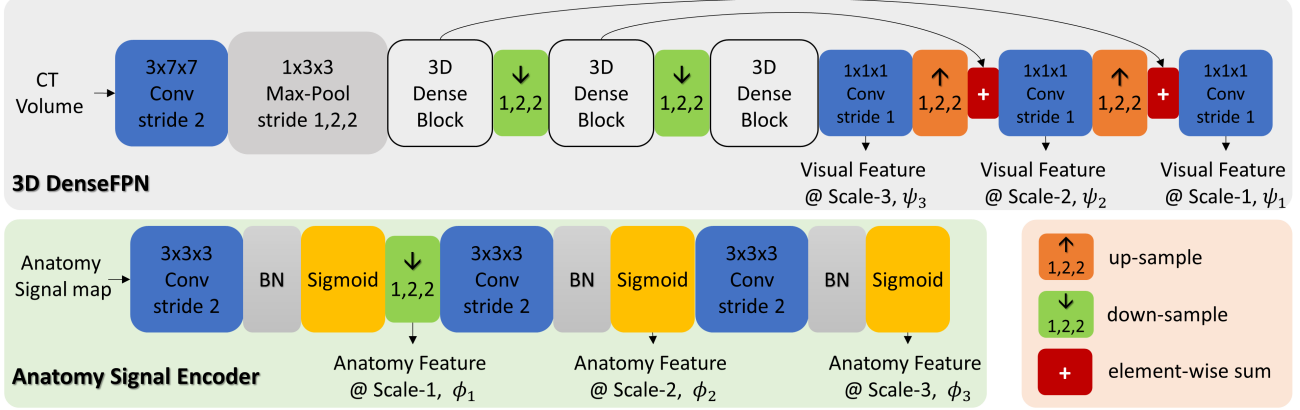 CT
Volume
3x7x7
Conv
stride 2
1x3x3
Max-Pool
stride 1,2,2
3D
Dense
Block
↓
1,2,2
3D
Dense
Block
↓
1,2,2
3D
Dense
Block
1x1x1
Conv
stride 1
↑
1,2,2
+
1x1x1
Conv
stride 1
↑
1,2,2
+
1x1x1
Conv
stride 1
Visual Feature
@ Scale-3, ψ₃
Visual Feature
@ Scale-2, ψ₂
Visual Feature
@ Scale-1, ψ₁
3D DenseFPN
Anatomy
Signal map
3x3x3
Conv
stride 2
BN
Sigmoid
↓
1,2,2
3x3x3
Conv
stride 2
BN
Sigmoid
3x3x3
Conv
stride 2
BN
Sigmoid
Anatomy Feature
@ Scale-1, ϕ₁
Anatomy Feature
@ Scale-2, ϕ₂
Anatomy Feature
@ Scale-3, ϕ₃
Anatomy Signal Encoder
↑
1,2,2
up-sample
↓
1,2,2
down-sample
+
element-wise sum